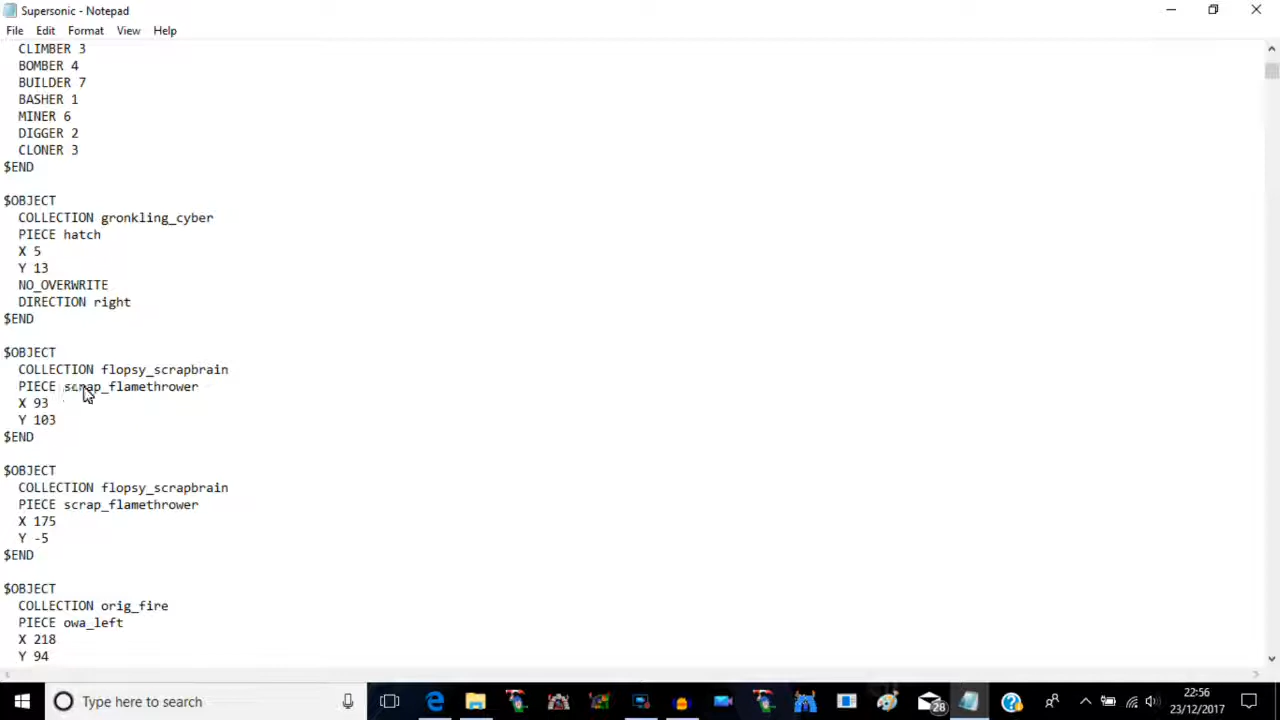 Supersonic - Notepad
File Edit Format View Help
CLIMBER 3
BOMBER 4
BUILDER 7
BASHER 1
MINER 6
DIGGER 2
CLONER 3
$END
$OBJECT
COLLECTION gronkling_cyber
PIECE hatch
X 5
Y 13
NO_OVERWRITE
DIRECTION right
$END
$OBJECT
COLLECTION flopsy_scrapbrain
PIECE scrap_flamethrower
X 93
Y 103
$END
$OBJECT
COLLECTION flopsy_scrapbrain
PIECE scrap_flamethrower
X 175
Y -5
$END
$OBJECT
COLLECTION orig_fire
PIECE owa_left
X 218
Y 94
Type here to search
28
22:56
23/12/2017